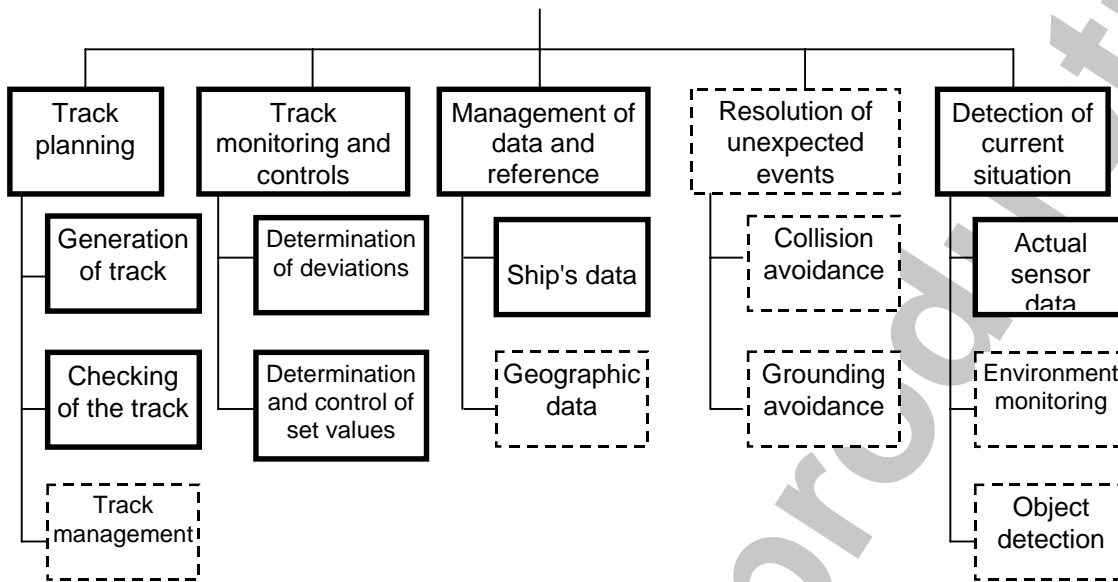 Track
planning
Track
monitoring and
controls
Management of
data and
reference
Resolution of
unexpected
events
Detection of
current
situation
Generation
of track
Determination
of deviations
Ship's data
Collision
avoidance
Actual
sensor
data
Checking
of the track
Determination
and control of
set values
Geographic
data
Grounding
avoidance
Environment
monitoring
Track
management
Object
detection